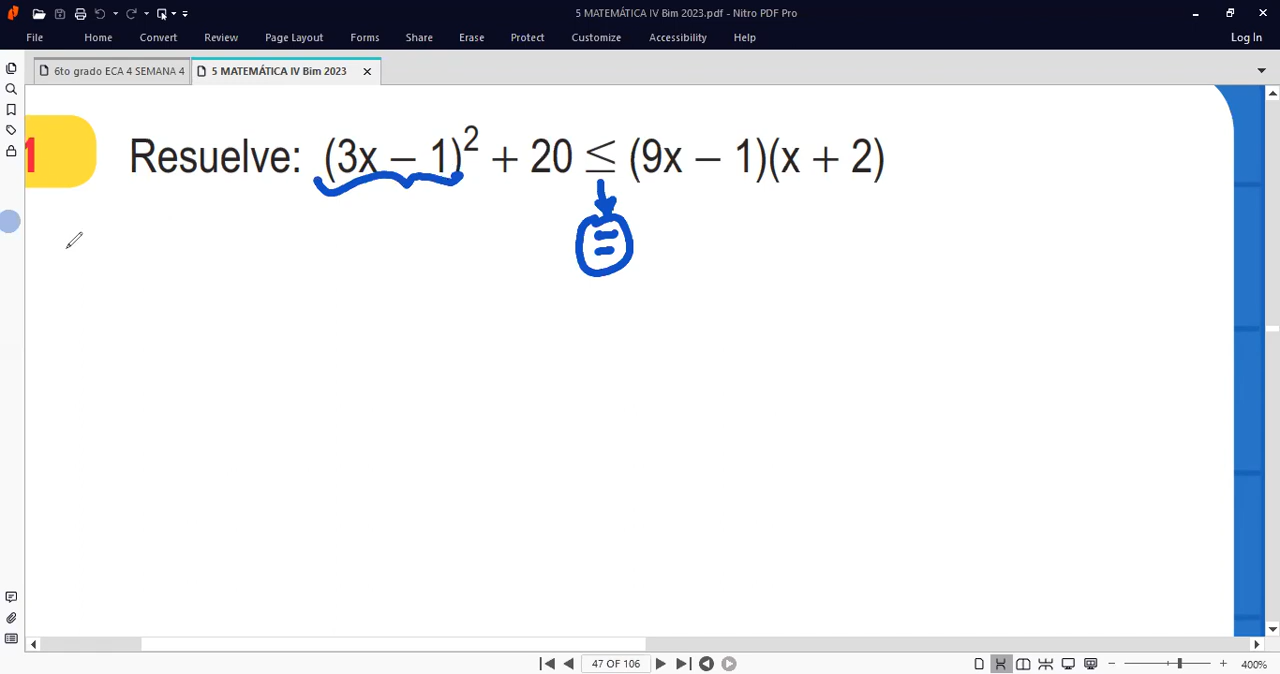 5 MATEMÁTICA IV Bim 2023.pdf - Nitro PDF Pro
File Home Convert Review Page Layout Forms Share Erase Protect Customize Accessibility Help Log In
6to grado ECA 4 SEMANA 4 5 MATEMÁTICA IV Bim 2023
1 Resuelve: (3x − 1)² + 20 ≤ (9x − 1)(x + 2)
=
47 OF 106 400%